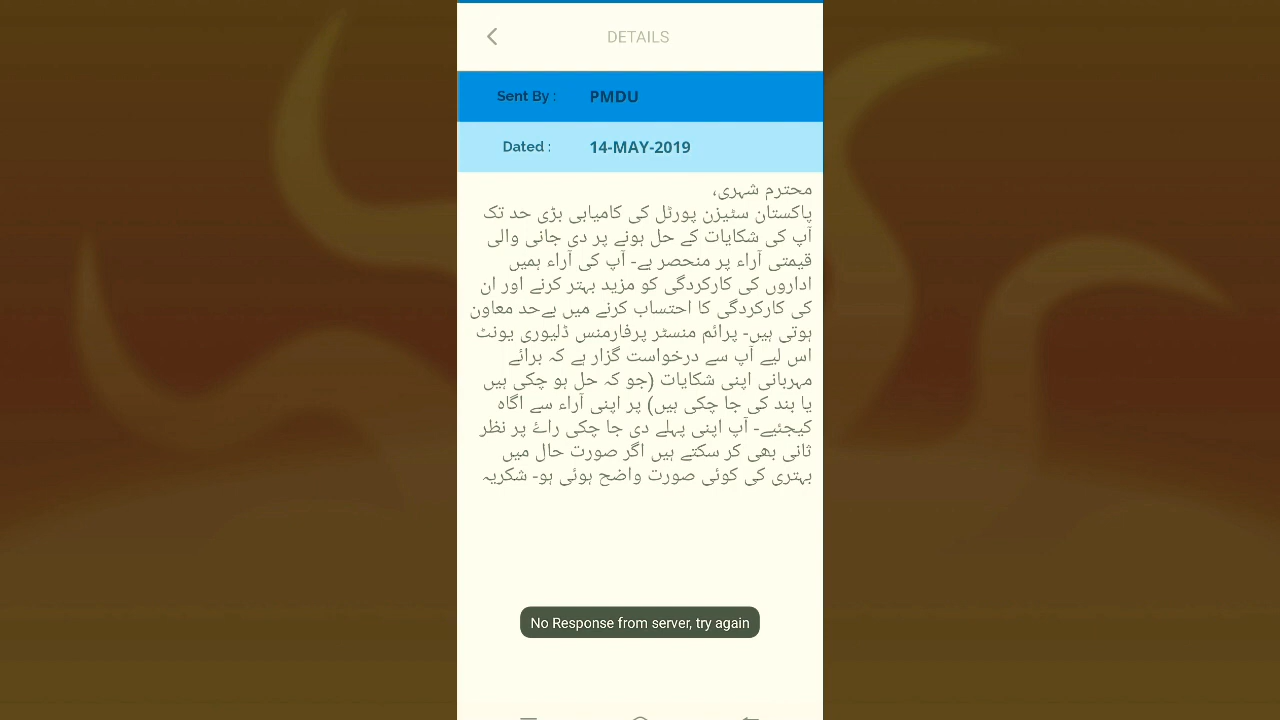 DETAILS
Sent By : PMDU
Dated : 14-MAY-2019
محترم شہری،
پاکستان سٹیزن پورٹل کی کامیابی بڑی حد تک
آپ کی شکایات کے حل ہونے پر دی جانی والی
قیمتی آراء پر منحصر ہے- آپ کی آراء ہمیں
اداروں کی کارکردگی کو مزید بہتر کرنے اور ان
کی کارکردگی کا احتساب کرنے میں بےحد معاون
ہوتی ہیں- پرائم منسٹر پرفارمنس ڈلیوری یونٹ
اس لیے آپ سے درخواست گزار ہے کہ برائے
مہربانی اپنی شکایات (جو کہ حل ہو چکی ہیں
یا بند کی جا چکی ہیں) پر اپنی آراء سے اگاہ
کیجئیے- آپ اپنی پہلے دی جا چکی راۓ پر نظر
ثانی بھی کر سکتے ہیں اگر صورت حال میں
بہتری کی کوئی صورت واضح ہوئی ہو- شکریہ
No Response from server, try again